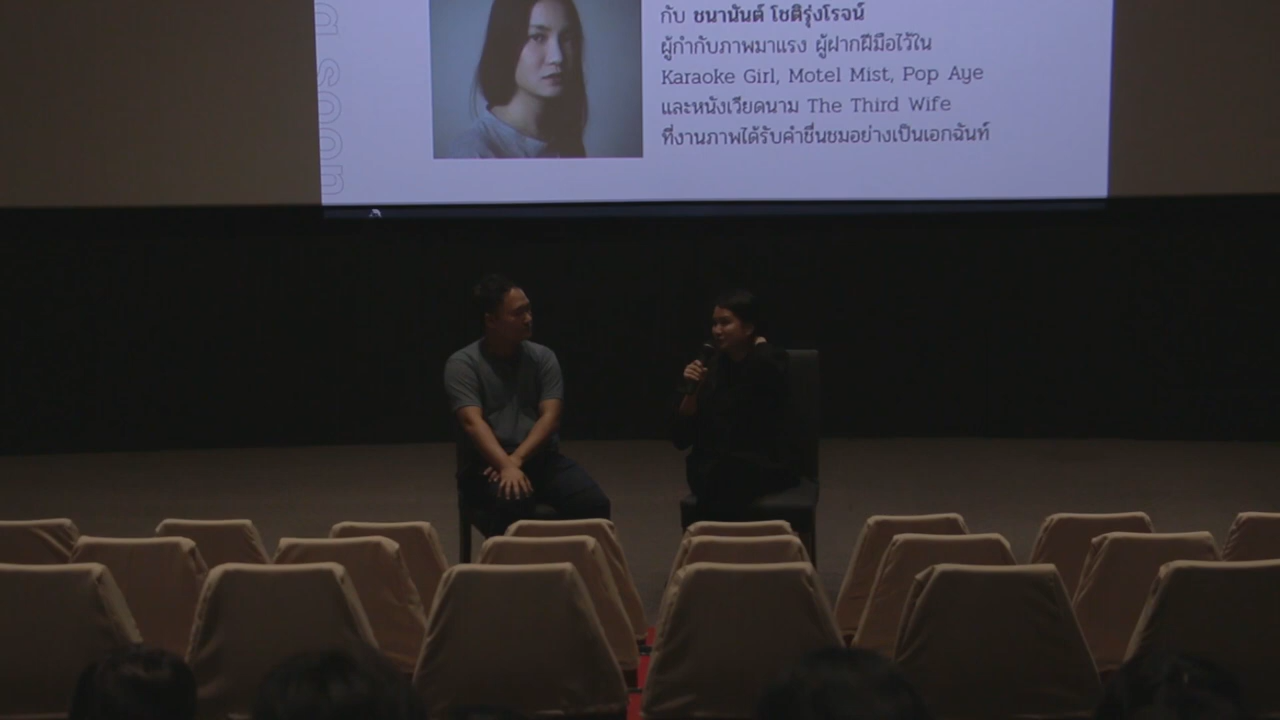 กับ ชนานันต์ โชติรุ่งโรจน์
ผู้กำกับภาพมาแรง ผู้ฝากฝีมือไว้ใน
Karaoke Girl, Motel Mist, Pop Aye
และหนังเวียดนาม The Third Wife
ที่งานภาพได้รับคำชื่นชมอย่างเป็นเอกฉันท์
soon